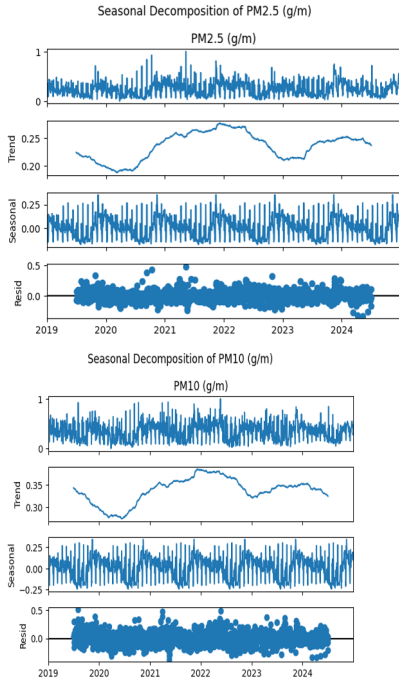 Seasonal Decomposition of PM2.5 (g/m)
PM2.5 (g/m)
1
0
Trend
0.25
0.20
Seasonal
0.25
0.00
Resid
0.5
0.0
2019 2020 2021 2022 2023 2024
Seasonal Decomposition of PM10 (g/m)
PM10 (g/m)
1
0
Trend
0.35
0.30
Seasonal
0.25
0.00
−0.25
Resid
0.5
0.0
2019 2020 2021 2022 2023 2024